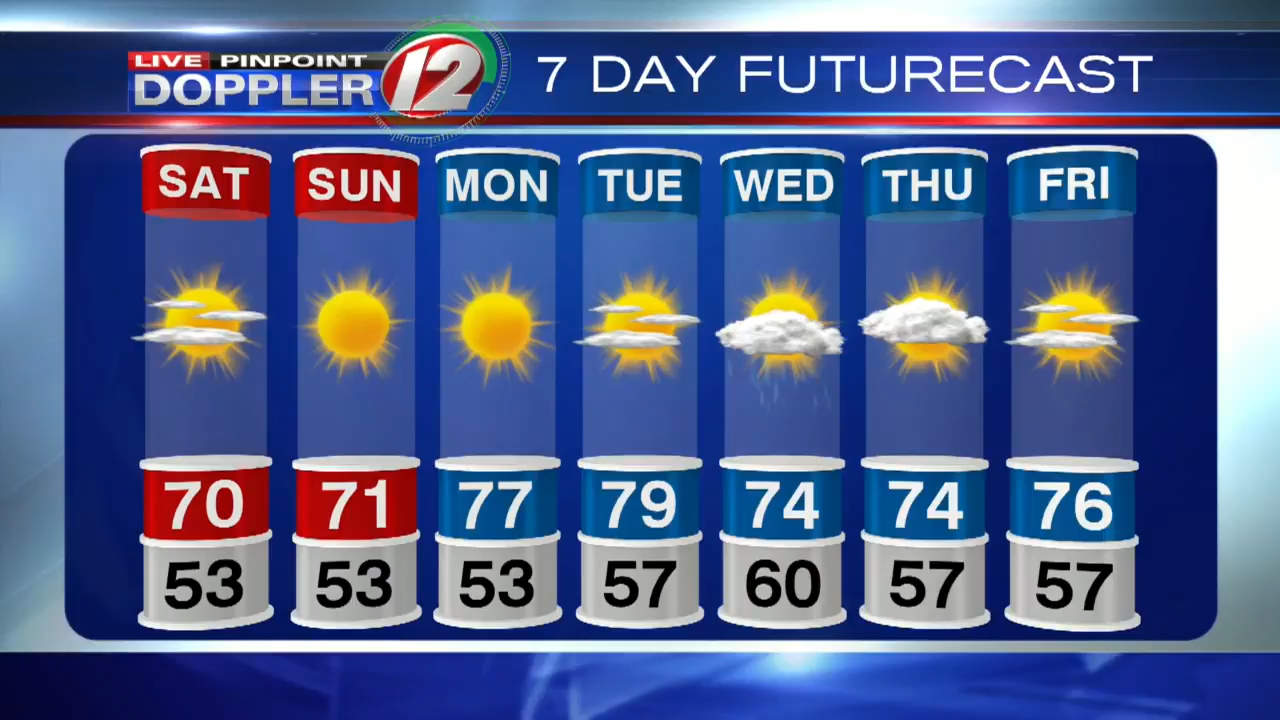 LIVE PINPOINT
DOPPLER 12
7 DAY FUTURECAST
SAT SUN MON TUE WED THU FRI
70 71 77 79 74 74 76
53 53 53 57 60 57 57